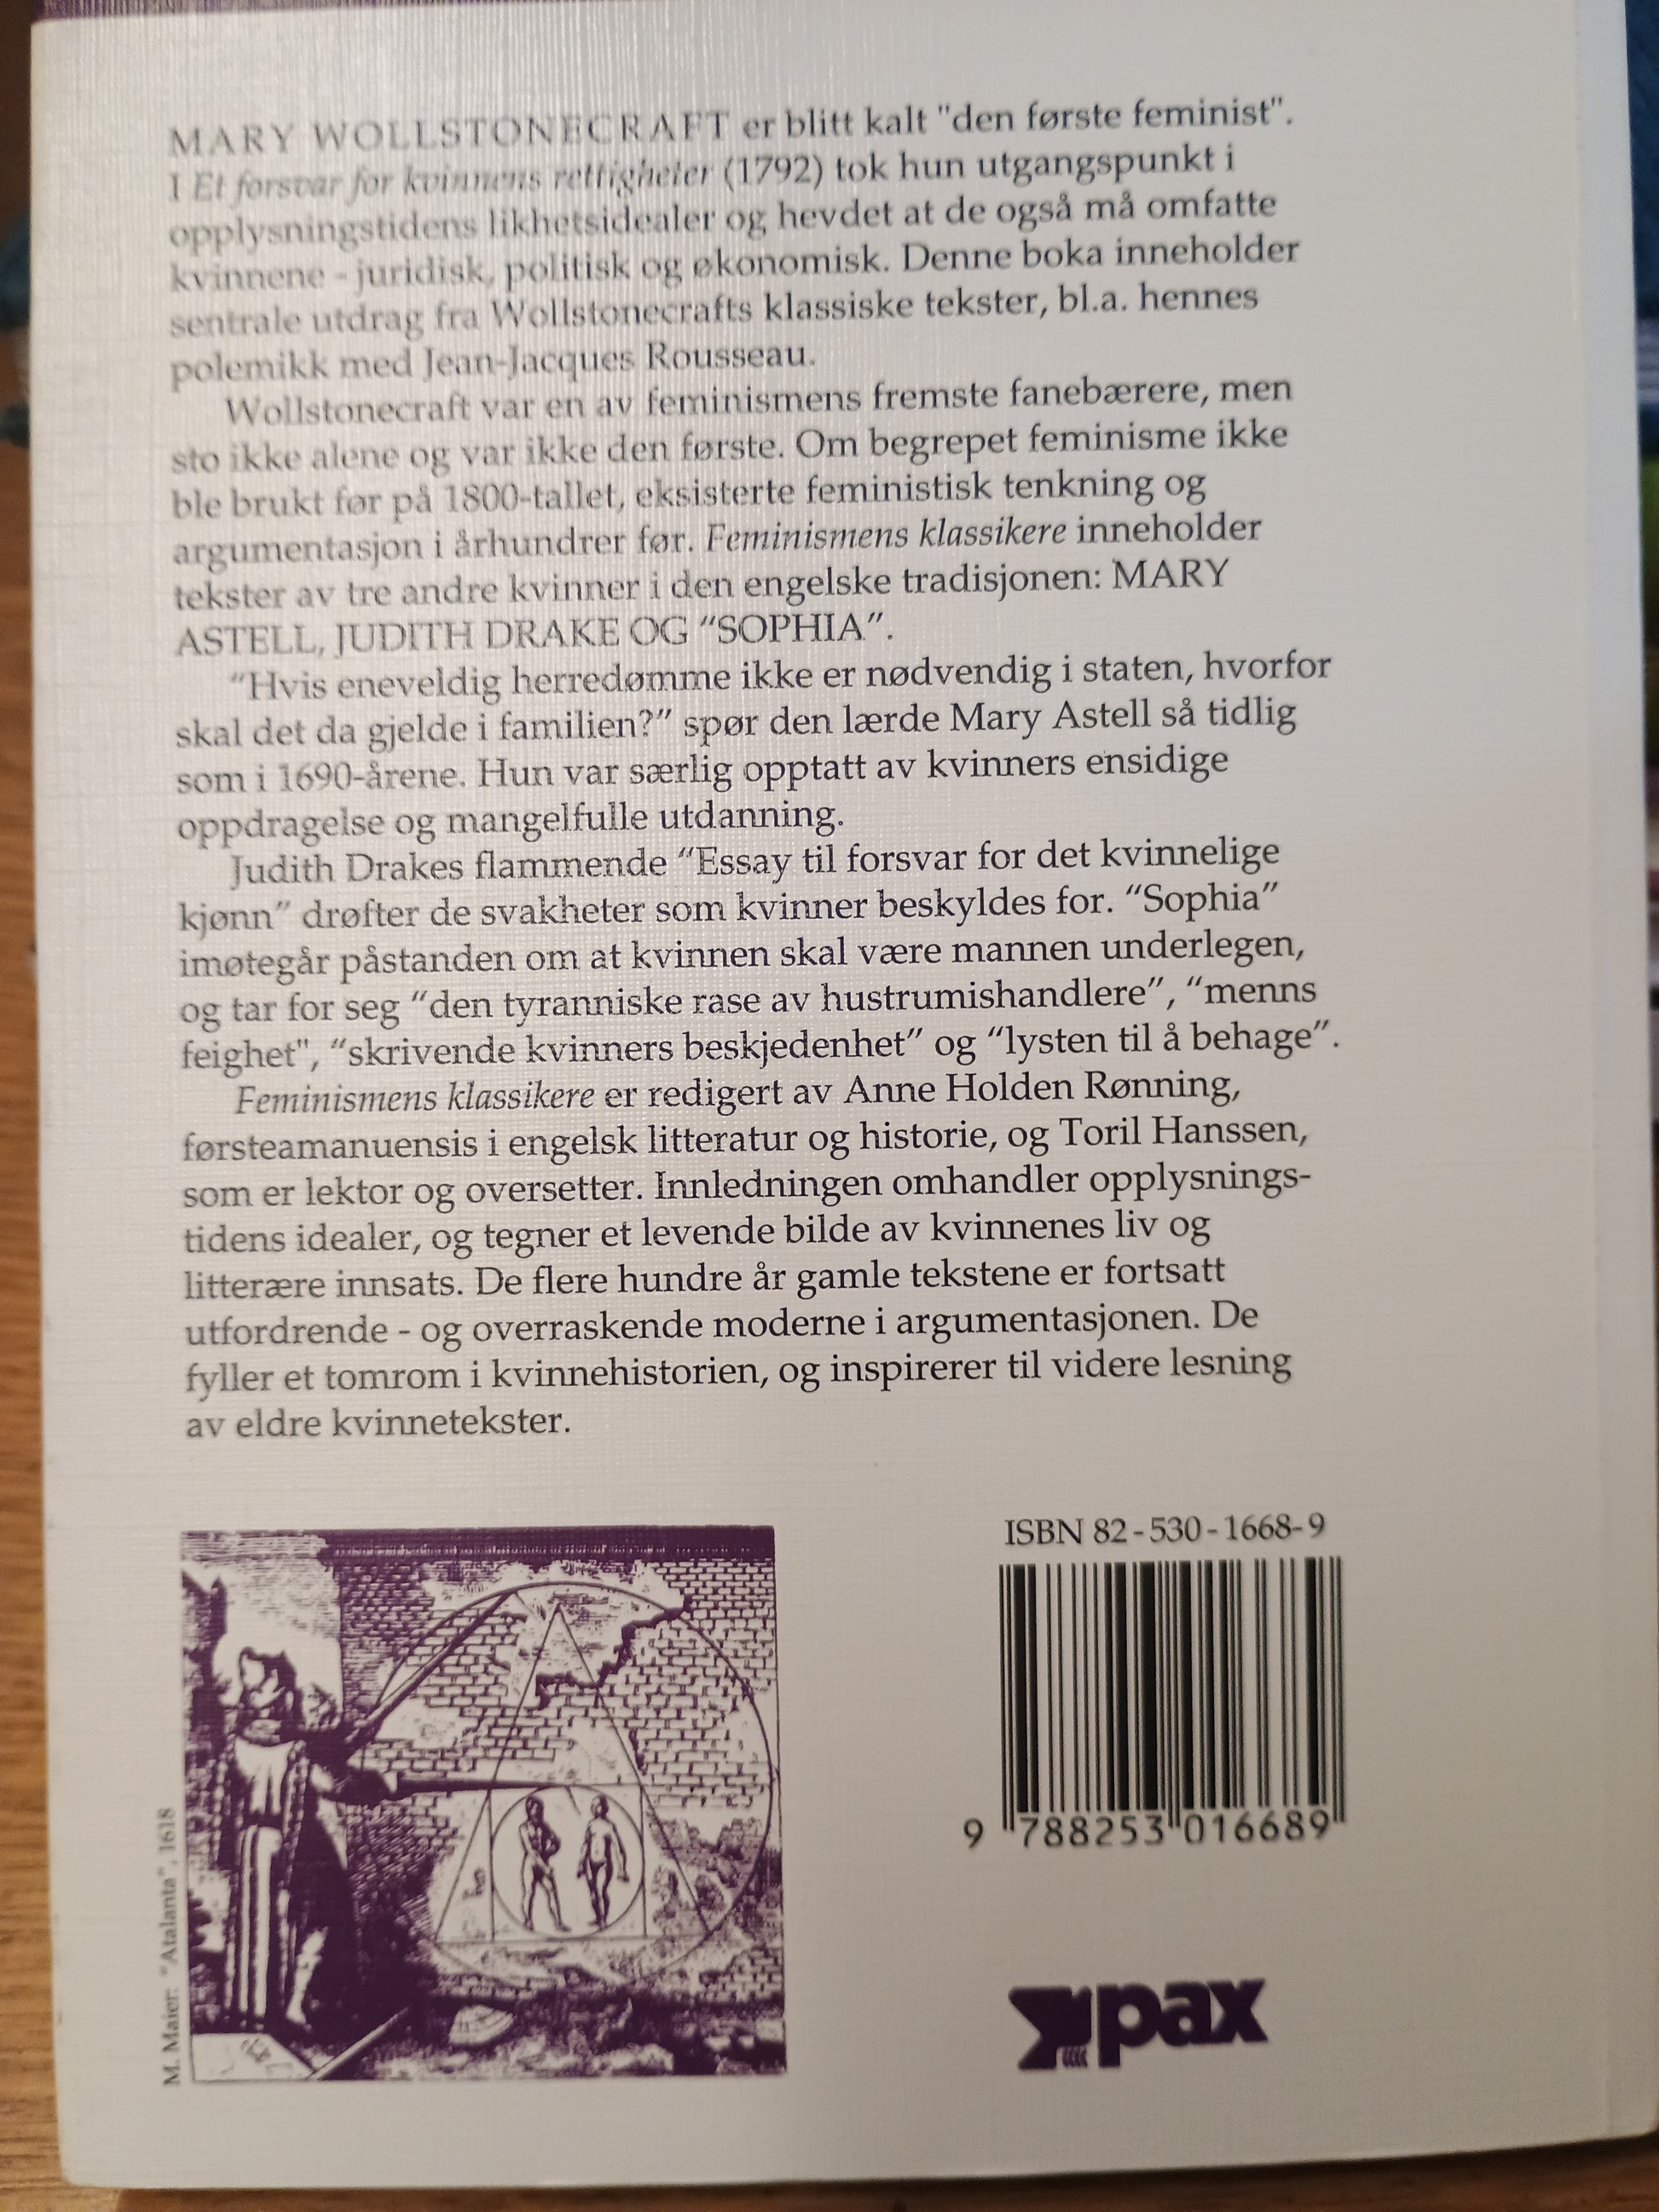 MARY WOLLSTONECRAFT er blitt kalt "den første feminist".
I Et forsvar for kvinnens rettigheter (1792) tok hun utgangspunkt i
opplysningstidens likhetsidealer og hevdet at de også må omfatte
kvinnene - juridisk, politisk og økonomisk. Denne boka inneholder
sentrale utdrag fra Wollstonecrafts klassiske tekster, bl.a. hennes
polemikk med Jean-Jacques Rousseau.
Wollstonecraft var en av feminismens fremste fanebærere, men
sto ikke alene og var ikke den første. Om begrepet feminisme ikke
ble brukt før på 1800-tallet, eksisterte feministisk tenkning og
argumentasjon i århundrer før. Feminismens klassikere inneholder
tekster av tre andre kvinner i den engelske tradisjonen: MARY
ASTELL, JUDITH DRAKE OG “SOPHIA”.
“Hvis eneveldig herredømme ikke er nødvendig i staten, hvorfor
skal det da gjelde i familien?” spør den lærde Mary Astell så tidlig
som i 1690-årene. Hun var særlig opptatt av kvinners ensidige
oppdragelse og mangelfulle utdanning.
Judith Drakes flammende “Essay til forsvar for det kvinnelige
kjønn” drøfter de svakheter som kvinner beskyldes for. “Sophia”
imøtegår påstanden om at kvinnen skal være mannen underlegen,
og tar for seg “den tyranniske rase av hustrumishandlere”, “menns
feighet", “skrivende kvinners beskjedenhet” og “lysten til å behage”.
Feminismens klassikere er redigert av Anne Holden Rønning,
førsteamanuensis i engelsk litteratur og historie, og Toril Hanssen,
som er lektor og oversetter. Innledningen omhandler opplysnings-
tidens idealer, og tegner et levende bilde av kvinnenes liv og
litterære innsats. De flere hundre år gamle tekstene er fortsatt
utfordrende - og overraskende moderne i argumentasjonen. De
fyller et tomrom i kvinnehistorien, og inspirerer til videre lesning
av eldre kvinnetekster.
M. Maier: "Atalanta", 1618
ISBN 82-530-1668-9
9 788253 016689
pax